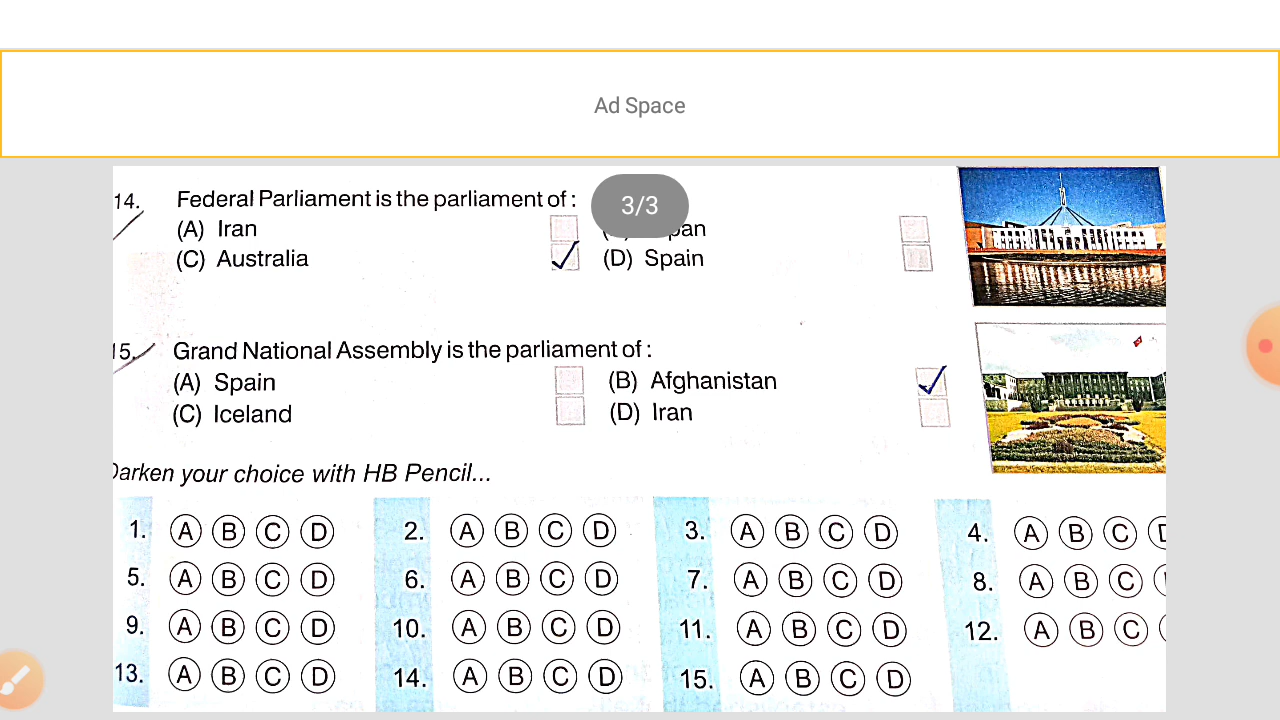 Ad Space
3/3
14. Federal Parliament is the parliament of :
(A) Iran
(C) Australia (D) Spain
15. Grand National Assembly is the parliament of :
(A) Spain (B) Afghanistan
(C) Iceland (D) Iran
Darken your choice with HB Pencil...
1. A B C D 2. A B C D 3. A B C D 4. A B C D
5. A B C D 6. A B C D 7. A B C D 8. A B C
9. A B C D 10. A B C D 11. A B C D 12. A B C
13. A B C D 14. A B C D 15. A B C D